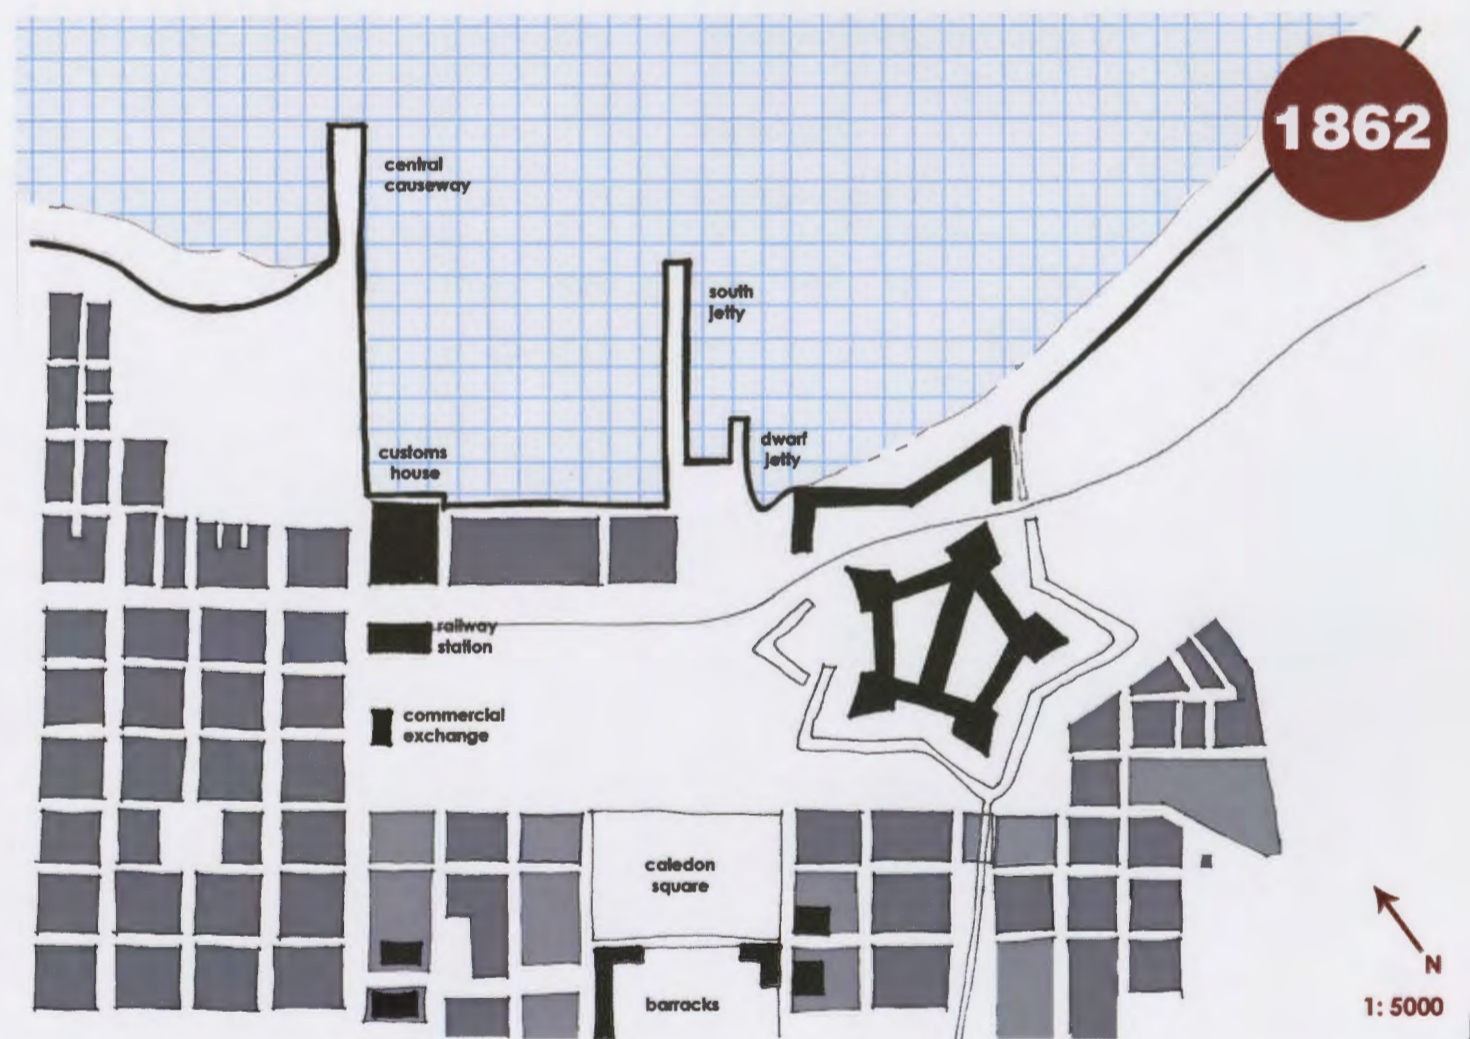 1862
central
causeway
south
jetty
customs
house
dwarf
jetty
railway
station
commercial
exchange
caledon
square
barracks
N
1: 5000